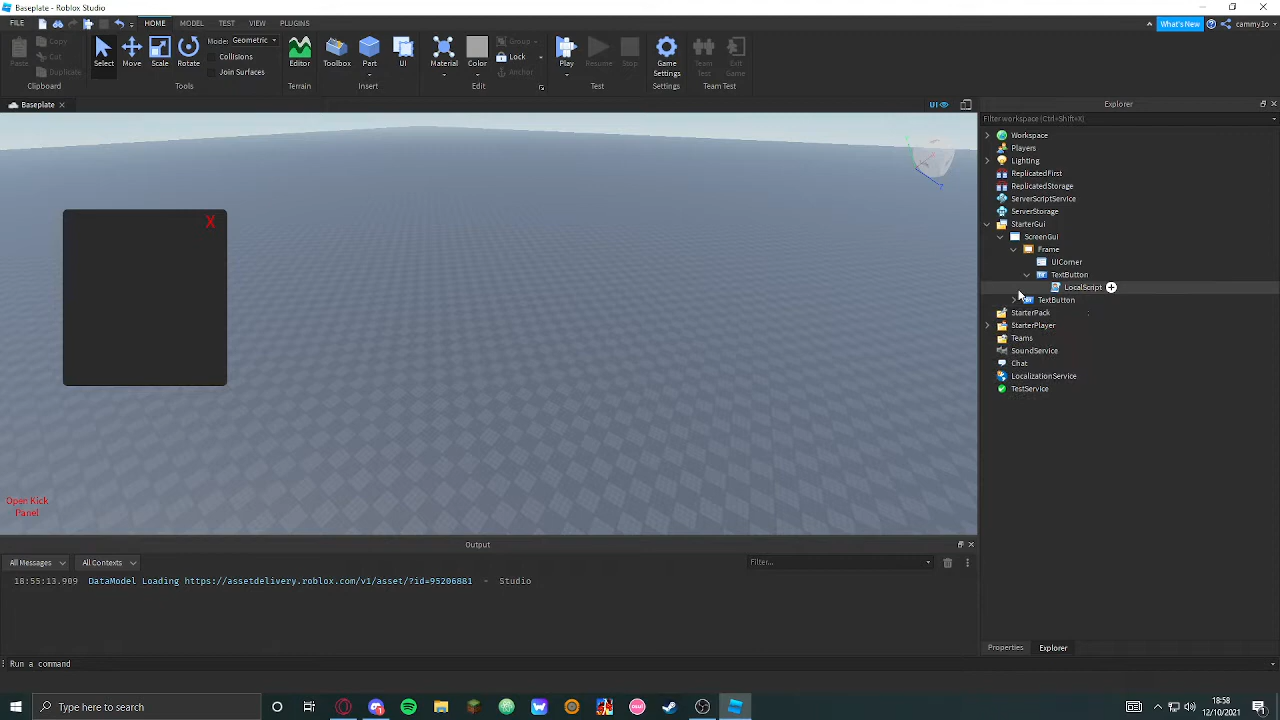 Baseplate - Roblox Studio
FILE HOME MODEL TEST VIEW PLUGINS What's New cammy1o
Paste Copy Cut Duplicate Clipboard
Select Move Scale Rotate Mode: Geometric Collisions Join Surfaces Tools
Editor Terrain
Toolbox Part UI Insert
Material Color Group Lock Anchor Edit
Play Resume Stop Test
Game Settings Settings
Team Test Exit Game Team Test
Baseplate
UI
Explorer
Filter workspace (Ctrl+Shift+X)
Workspace
Players
Lighting
ReplicatedFirst
ReplicatedStorage
ServerScriptService
ServerStorage
StarterGui
ScreenGui
Frame
UICorner
TextButton
LocalScript
TextButton
StarterPack
StarterPlayer
Teams
SoundService
Chat
LocalizationService
TestService
X
Open Kick
Panel
Output
All Messages All Contexts Filter...
18:55:13.909 DataModel Loading https://assetdelivery.roblox.com/v1/asset/?id=95206881 - Studio
Properties Explorer
Run a command
Type here to search
18:58
12/10/2021